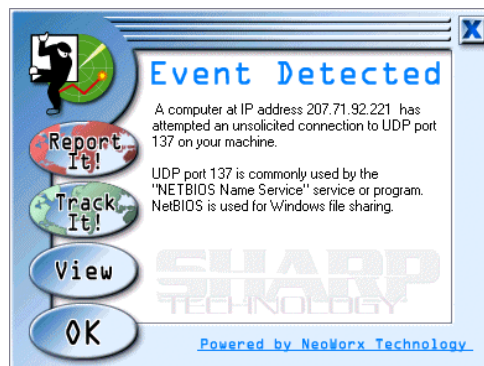 X
Event Detected
A computer at IP address 207.71.92.221 has
attempted an unsolicited connection to UDP port
137 on your machine.
UDP port 137 is commonly used by the
"NETBIOS Name Service" service or program.
NetBIOS is used for Windows file sharing.
Report
It!
Track
It!
View
OK
SHARP
TECHNOLOGY
Powered by NeoWorx Technology